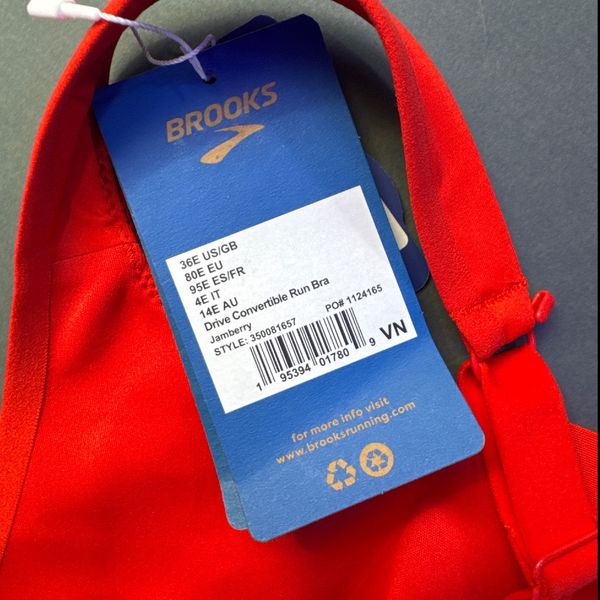 BROOKS
36E US/GB
80E EU
95E ES/FR
4E IT
14E AU
Drive Convertible Run Bra
Jamberry PO# 1124165
STYLE: 350081657
1 95394 01780 9 VN
for more info visit
www.brooksrunning.com